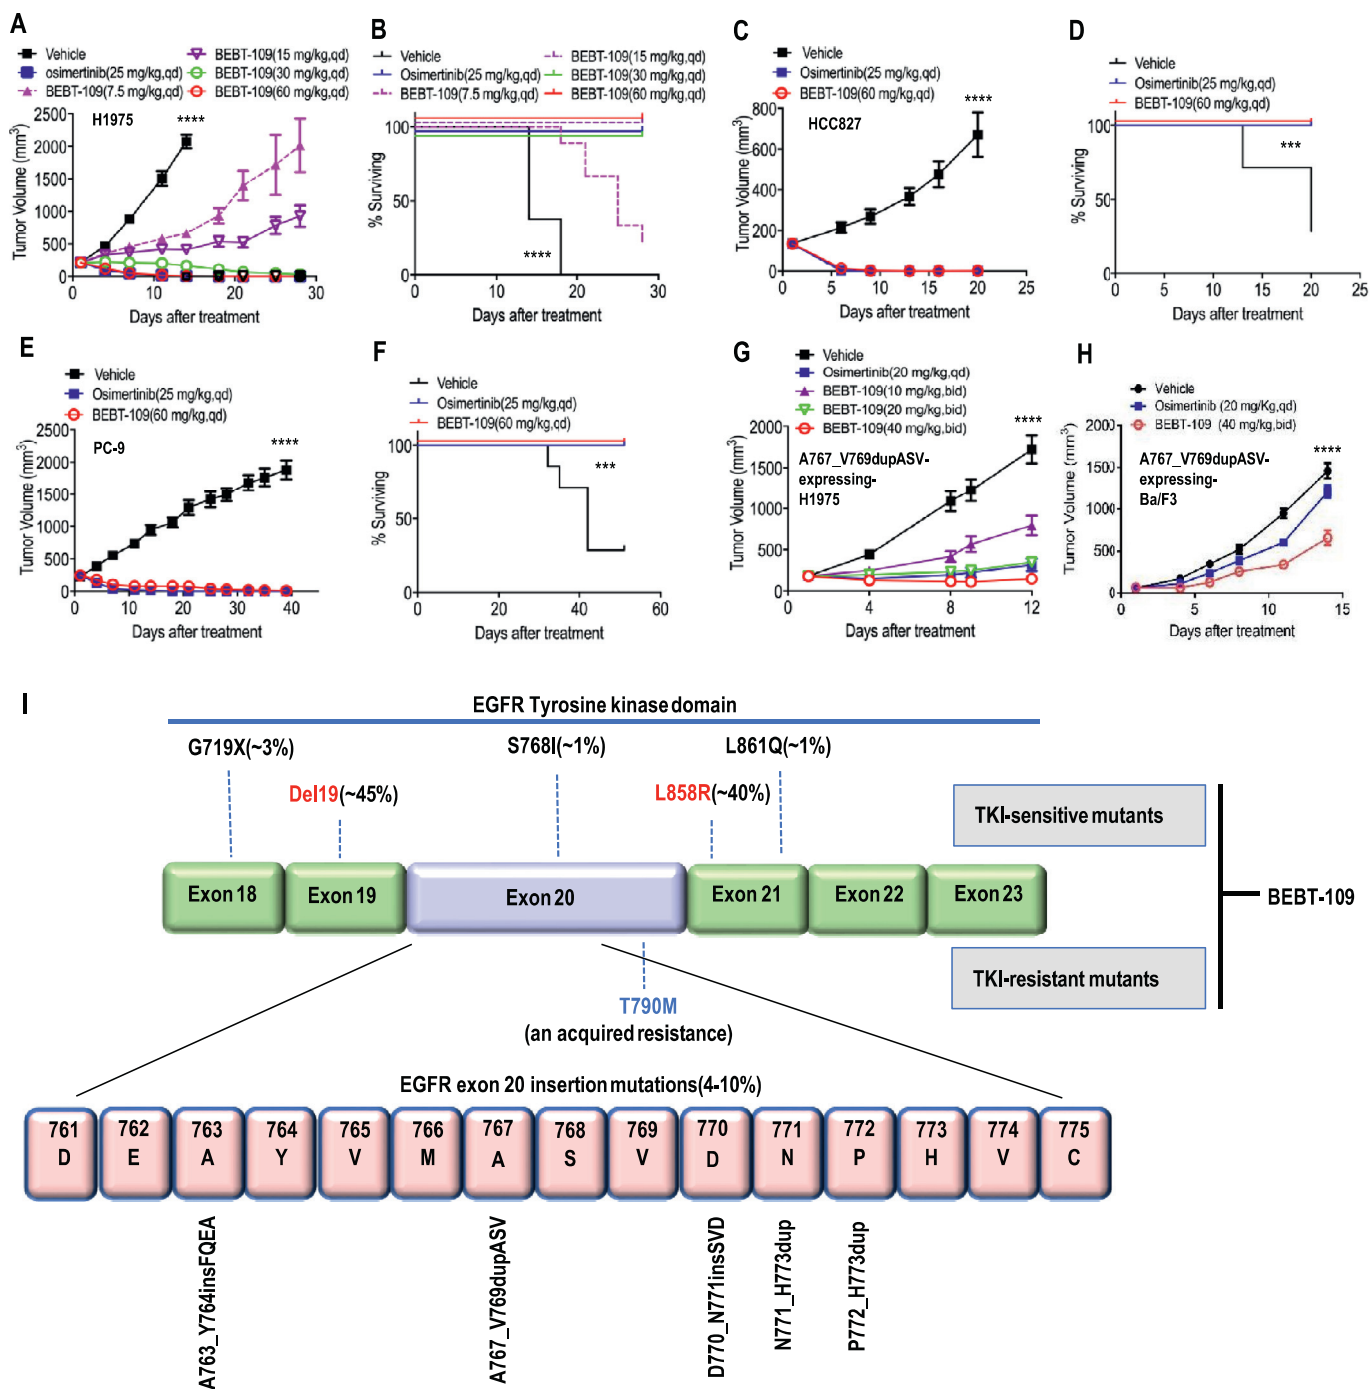 A
Vehicle
osimertinib(25 mg/kg,qd)
BEBT-109(7.5 mg/kg,qd)
BEBT-109(15 mg/kg,qd)
BEBT-109(30 mg/kg,qd)
BEBT-109(60 mg/kg,qd)
H1975
****
Tumor Volume (mm³)
2500
2000
1500
1000
500
0
0 10 20 30
Days after treatment
B
Vehicle
Osimertinib(25 mg/kg,qd)
BEBT-109(7.5 mg/kg,qd)
BEBT-109(15 mg/kg,qd)
BEBT-109(30 mg/kg,qd)
BEBT-109(60 mg/kg,qd)
% Surviving
100
50
0
****
0 10 20 30
Days after treatment
C
Vehicle
Osimertinib(25 mg/kg,qd)
BEBT-109(60 mg/kg,qd)
HCC827
****
Tumor Volume (mm³)
800
600
400
200
0
0 5 10 15 20 25
Days after treatment
D
Vehicle
Osimertinib(25 mg/kg,qd)
BEBT-109(60 mg/kg,qd)
***
% Surviving
100
50
0
0 5 10 15 20 25
Days after treatment
E
Vehicle
Osimertinib(25 mg/kg,qd)
BEBT-109(60 mg/kg,qd)
PC-9
****
Tumor Volume (mm³)
2500
2000
1500
1000
500
0
0 10 20 30 40
Days after treatment
F
Vehicle
Osimertinib(25 mg/kg,qd)
BEBT-109(60 mg/kg,qd)
***
% Surviving
100
50
0
0 20 40 60
Days after treatment
G
Vehicle
Osimertinib(20 mg/kg,qd)
BEBT-109(10 mg/kg,bid)
BEBT-109(20 mg/kg,bid)
BEBT-109(40 mg/kg,bid)
****
A767_V769dupASV-
expressing-
H1975
Tumor Volume (mm³)
2000
1500
1000
500
0
0 4 8 12
Days after treatment
H
Vehicle
Osimertinib (20 mg/Kg,qd)
BEBT-109 (40 mg/kg,bid)
****
A767_V769dupASV-
expressing-
Ba/F3
Tumor Volume (mm³)
2000
1500
1000
500
0
0 5 10 15
Days after treatment
I
EGFR Tyrosine kinase domain
G719X(~3%) S768I(~1%) L861Q(~1%)
Del19(~45%) L858R(~40%)
TKI-sensitive mutants
Exon 18 Exon 19 Exon 20 Exon 21 Exon 22 Exon 23
BEBT-109
TKI-resistant mutants
T790M
(an acquired resistance)
EGFR exon 20 insertion mutations(4-10%)
761 762 763 764 765 766 767 768 769 770 771 772 773 774 775
D E A Y V M A S V D N P H V C
A763_Y764insFQEA
A767_V769dupASV
D770_N771insSVD
N771_H773dup
P772_H773dup